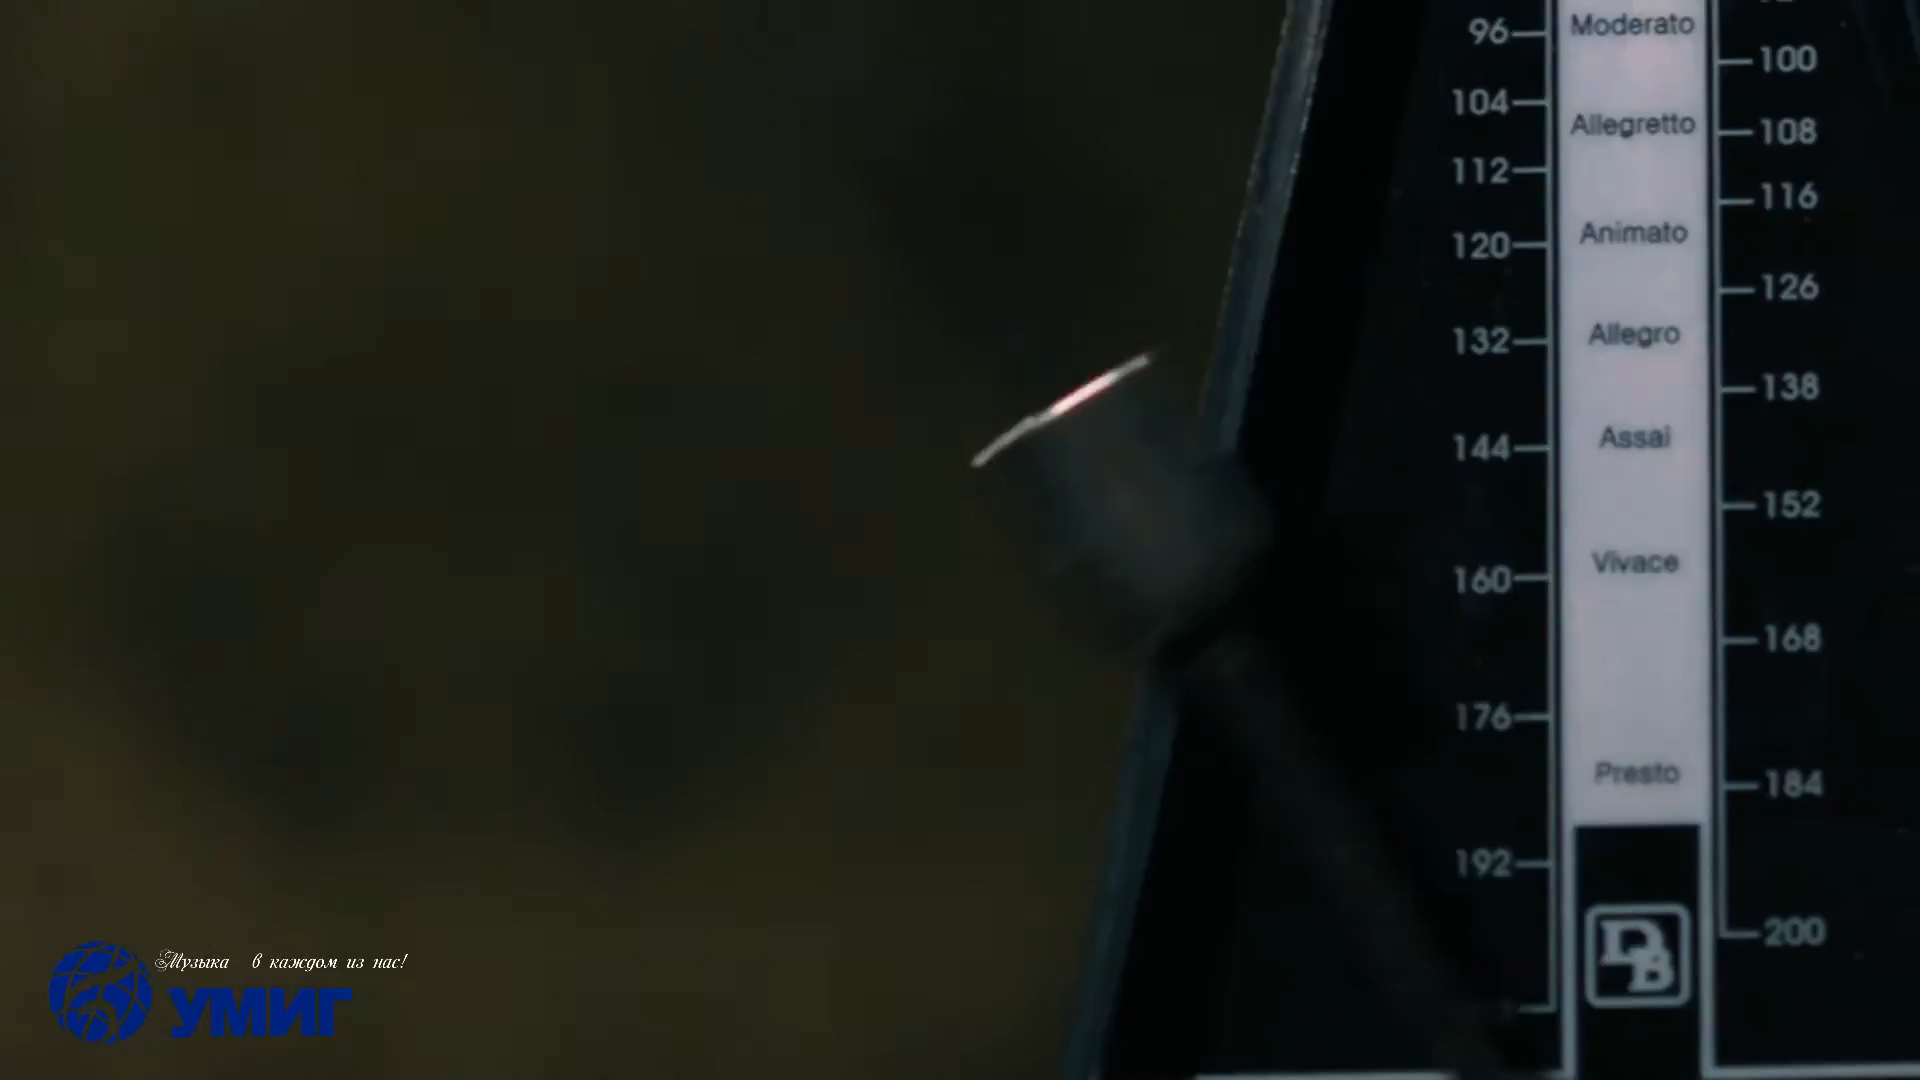 96
Moderato
100
104
Allegretto
108
112
116
Animato
120
126
132
Allegro
138
144
Assai
152
160
Vivace
168
176
Presto
184
192
200
DB
Музыка в каждом из нас!
УМИГ